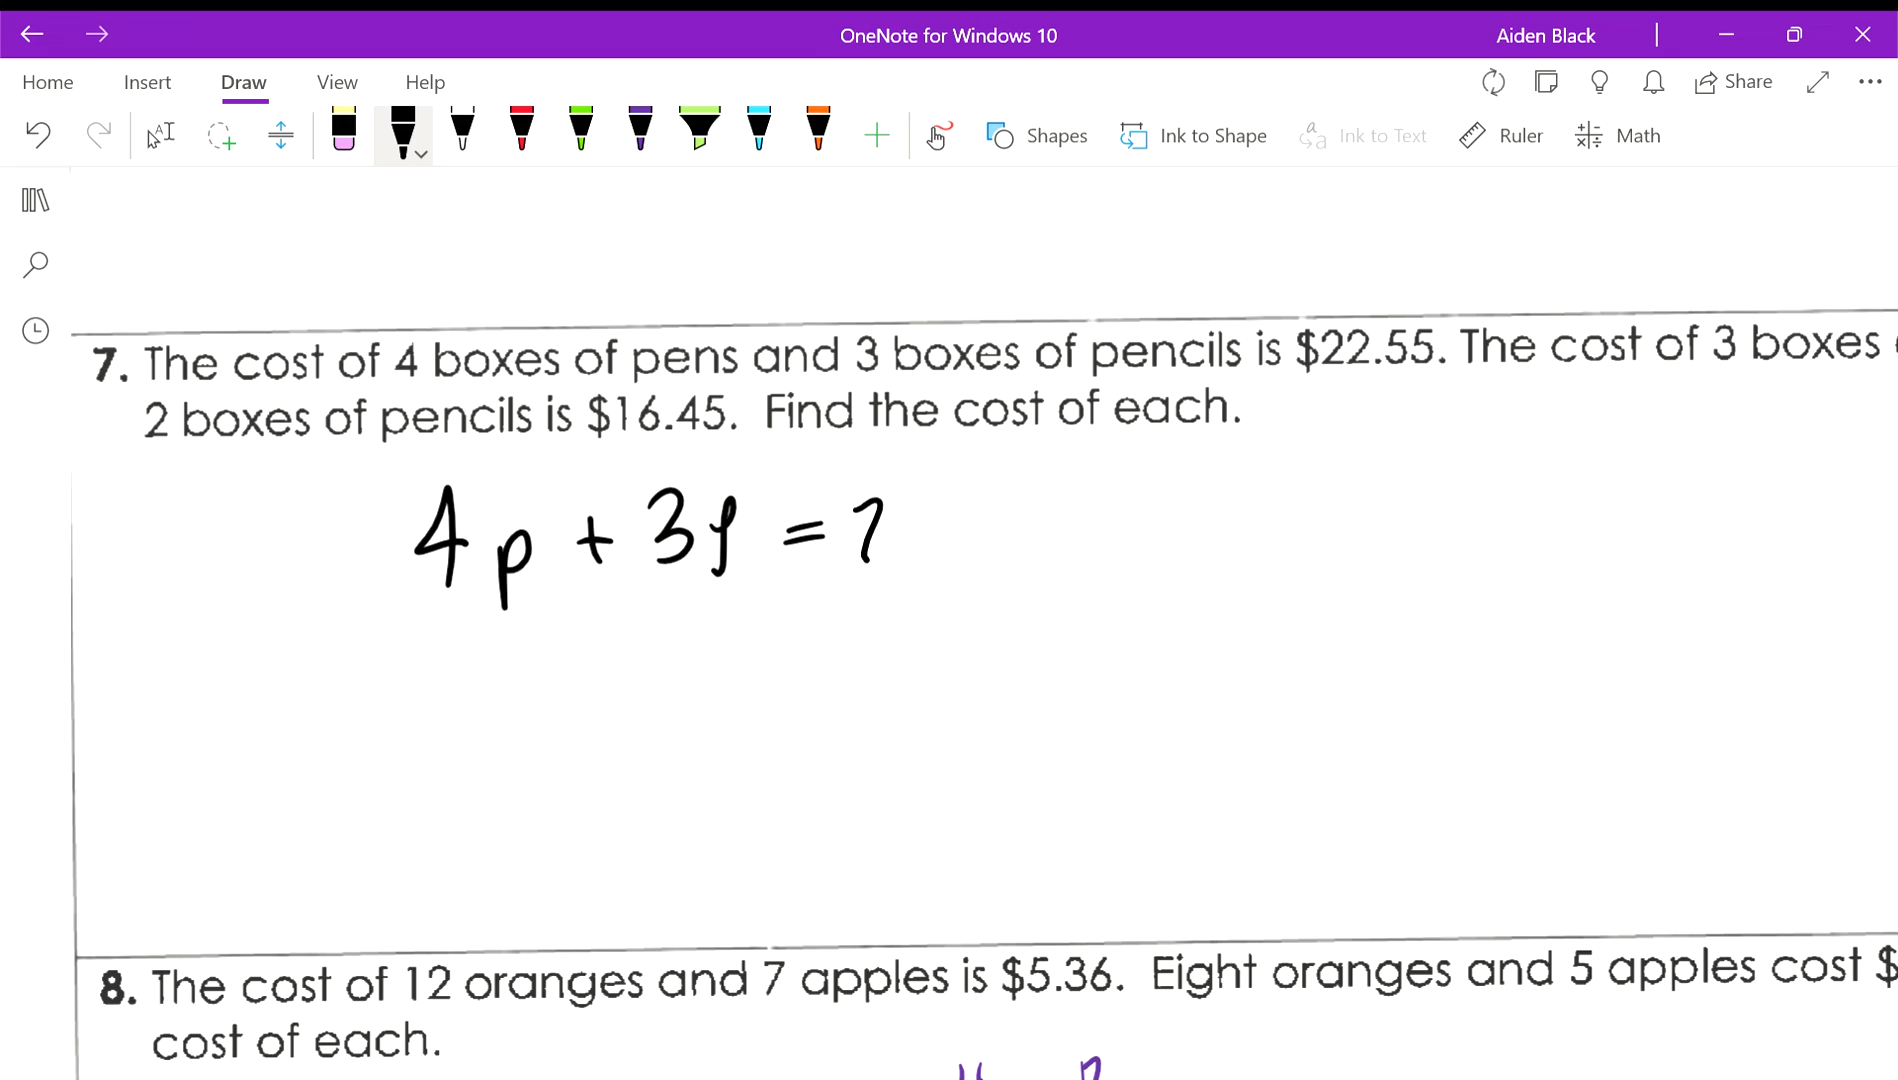 OneNote for Windows 10
Aiden Black
Home Insert Draw View Help
Share
Shapes Ink to Shape Ink to Text Ruler Math
7. The cost of 4 boxes of pens and 3 boxes of pencils is $22.55. The cost of 3 boxes
2 boxes of pencils is $16.45. Find the cost of each.
4p + 3p = ?
8. The cost of 12 oranges and 7 apples is $5.36. Eight oranges and 5 apples cost $
cost of each.